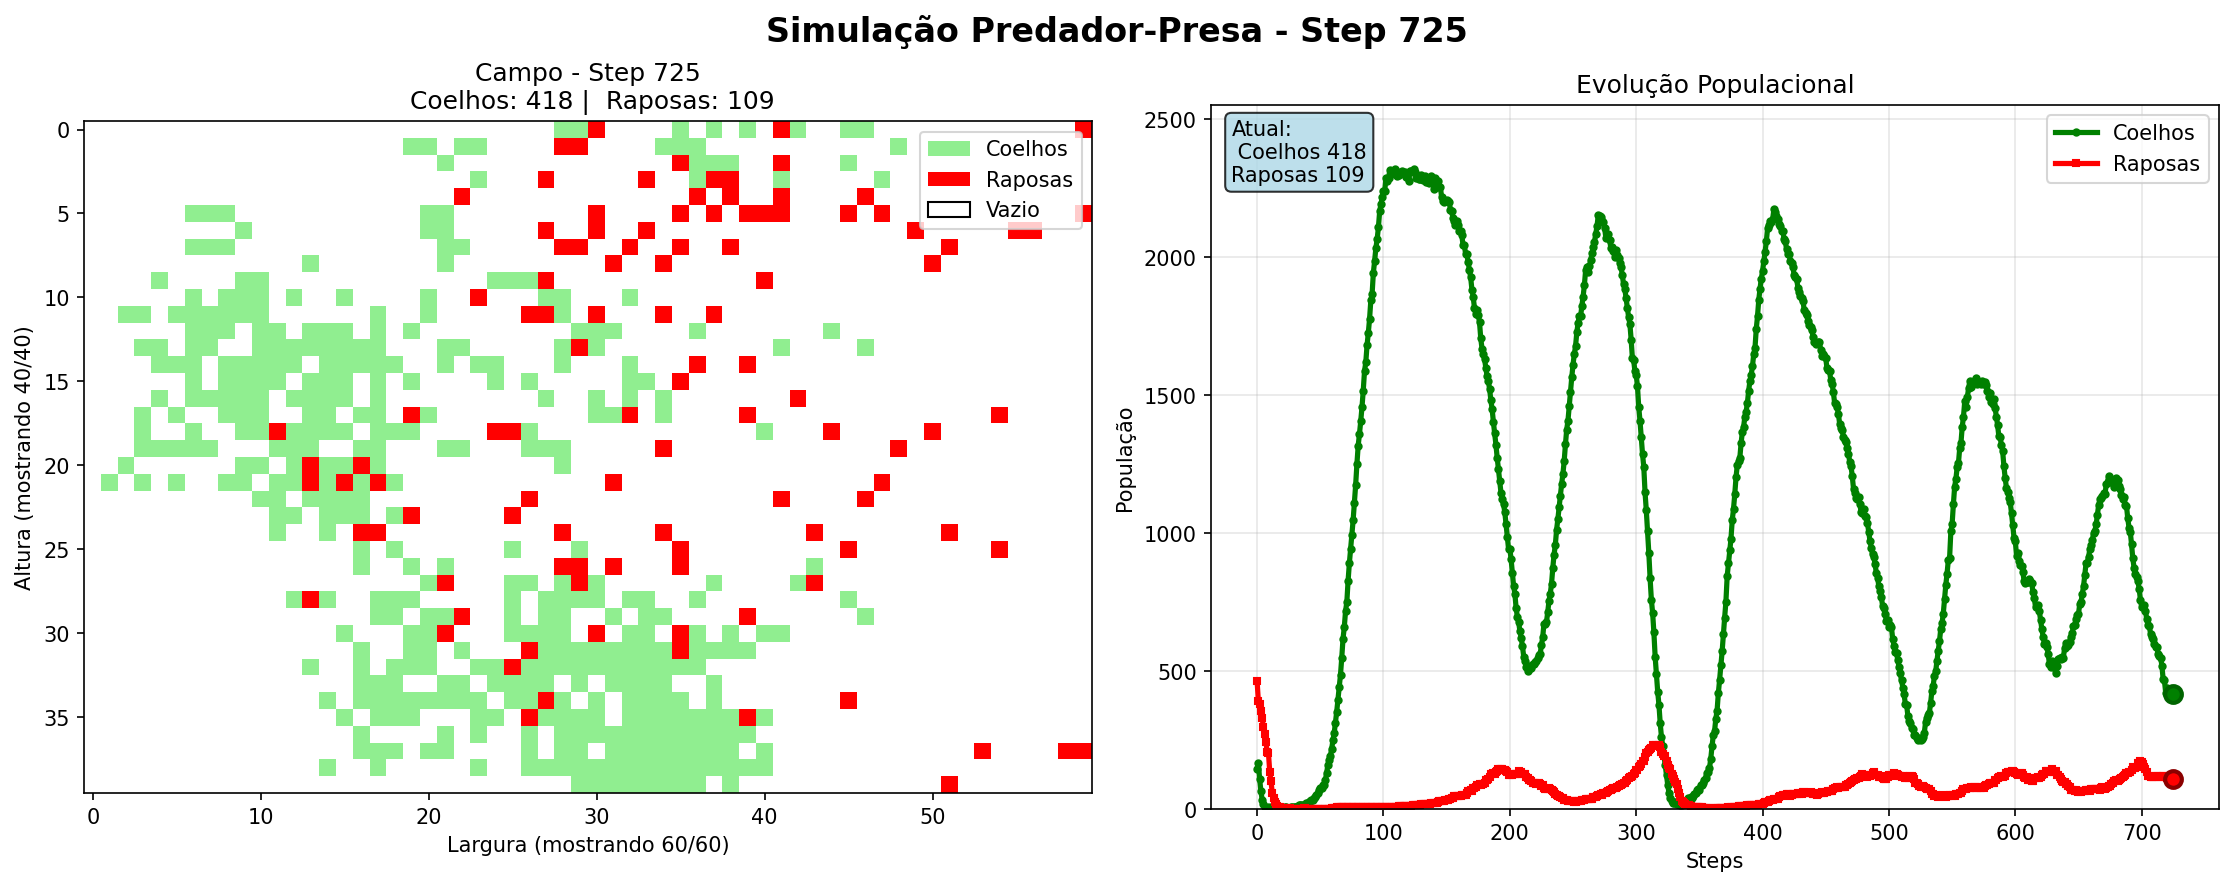 Simulação Predador-Presa - Step 725
Campo - Step 725
Coelhos: 418 |  Raposas: 109
Coelhos
Raposas
Vazio
0
5
10
15
20
25
30
35
Altura (mostrando 40/40)
0
10
20
30
40
50
Largura (mostrando 60/60)
Evolução Populacional
Atual:
Coelhos 418
Raposas 109
Coelhos
Raposas
2500
2000
1500
1000
500
0
População
0
100
200
300
400
500
600
700
Steps